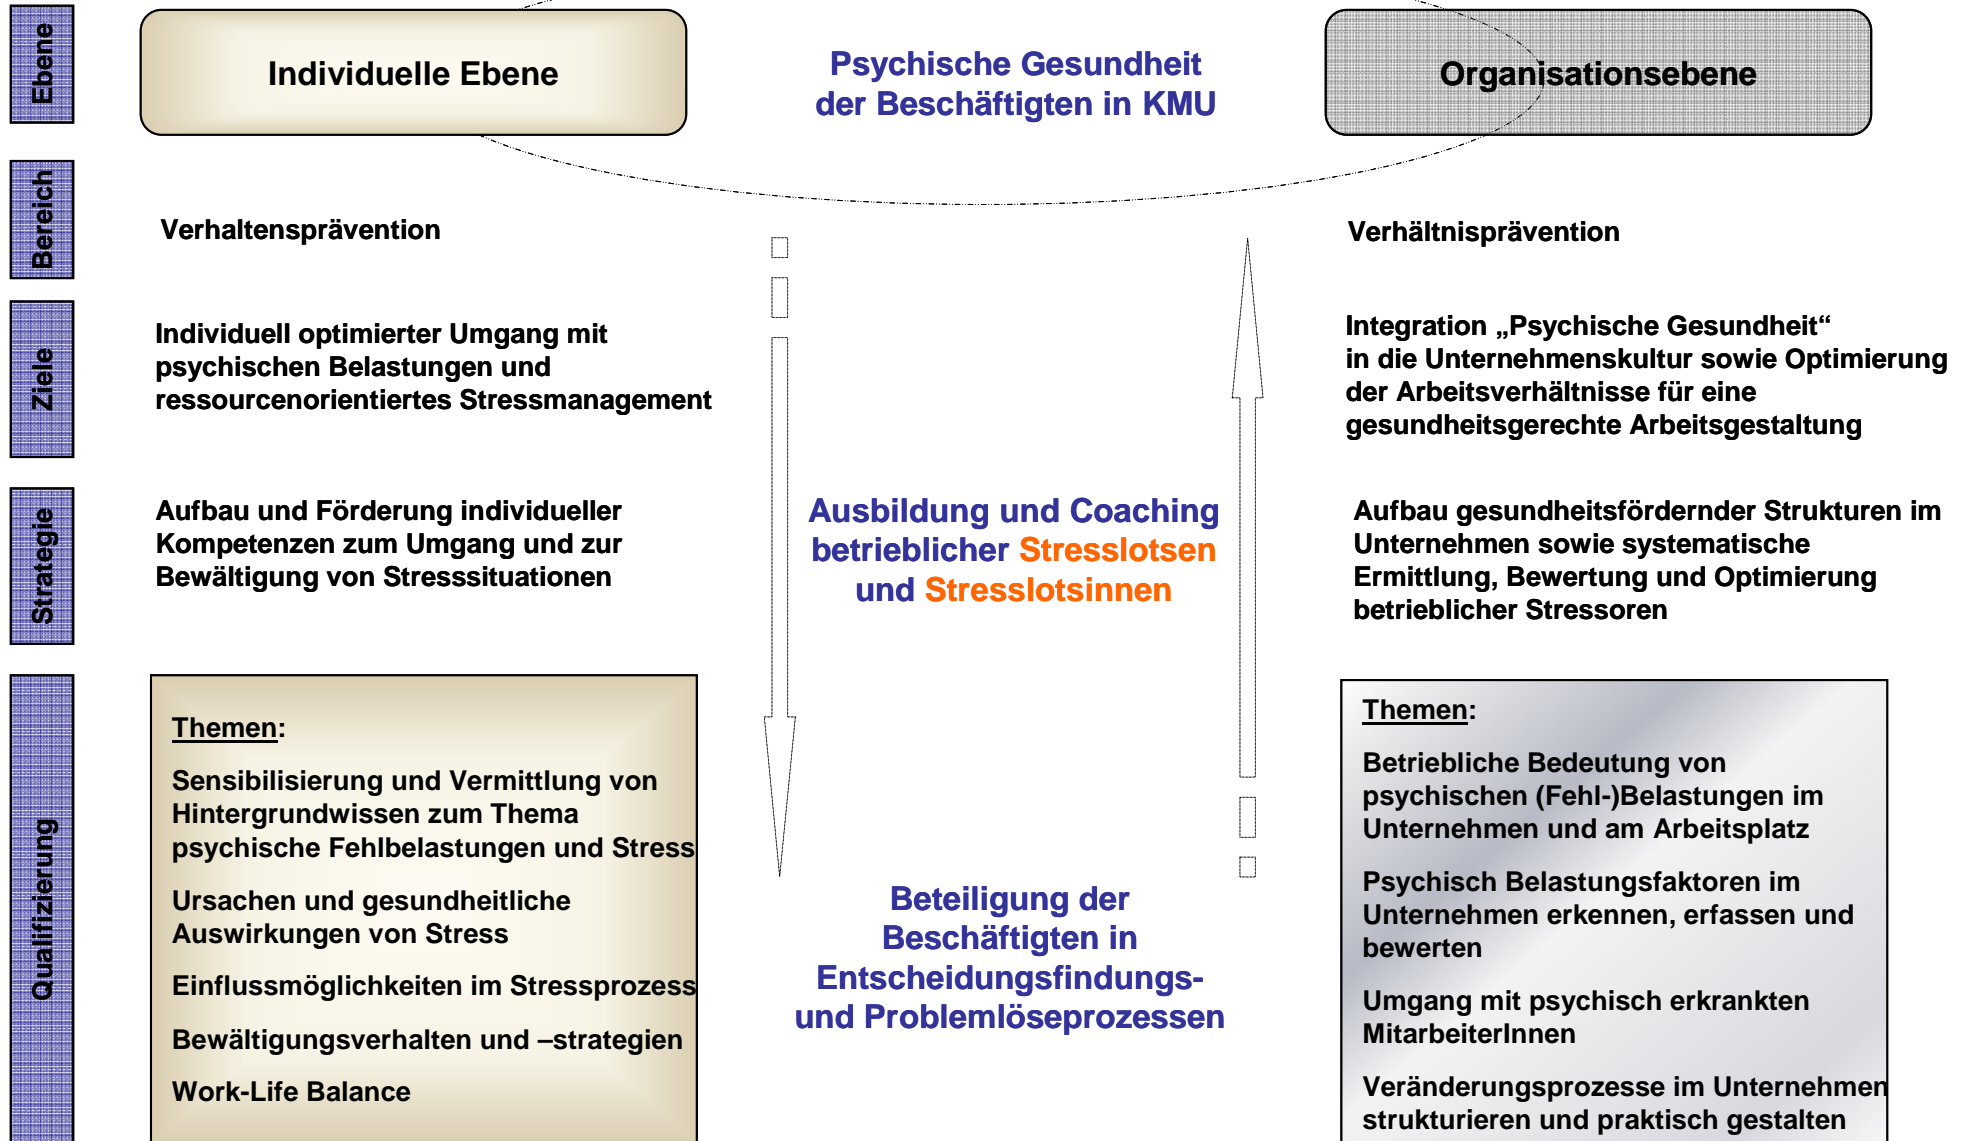 Ebene
Individuelle Ebene
Psychische Gesundheit
der Beschäftigten in KMU
Organisationsebene
Bereich
Verhaltensprävention
Verhältnisprävention
Ziele
Individuell optimierter Umgang mit
psychischen Belastungen und
ressourcenorientiertes Stressmanagement
Integration „Psychische Gesundheit“
in die Unternehmenskultur sowie Optimierung
der Arbeitsverhältnisse für eine
gesundheitsgerechte Arbeitsgestaltung
Strategie
Aufbau und Förderung individueller
Kompetenzen zum Umgang und zur
Bewältigung von Stresssituationen
Ausbildung und Coaching
betrieblicher Stresslotsen
und Stresslotsinnen
Aufbau gesundheitsfördernder Strukturen im
Unternehmen sowie systematische
Ermittlung, Bewertung und Optimierung
betrieblicher Stressoren
Qualifizierung
Themen:
Sensibilisierung und Vermittlung von
Hintergrundwissen zum Thema
psychische Fehlbelastungen und Stress
Ursachen und gesundheitliche
Auswirkungen von Stress
Einflussmöglichkeiten im Stressprozess
Bewältigungsverhalten und –strategien
Work-Life Balance
Beteiligung der
Beschäftigten in
Entscheidungsfindungs-
und Problemlöseprozessen
Themen:
Betriebliche Bedeutung von
psychischen (Fehl-)Belastungen im
Unternehmen und am Arbeitsplatz
Psychisch Belastungsfaktoren im
Unternehmen erkennen, erfassen und
bewerten
Umgang mit psychisch erkrankten
MitarbeiterInnen
Veränderungsprozesse im Unternehmen
strukturieren und praktisch gestalten